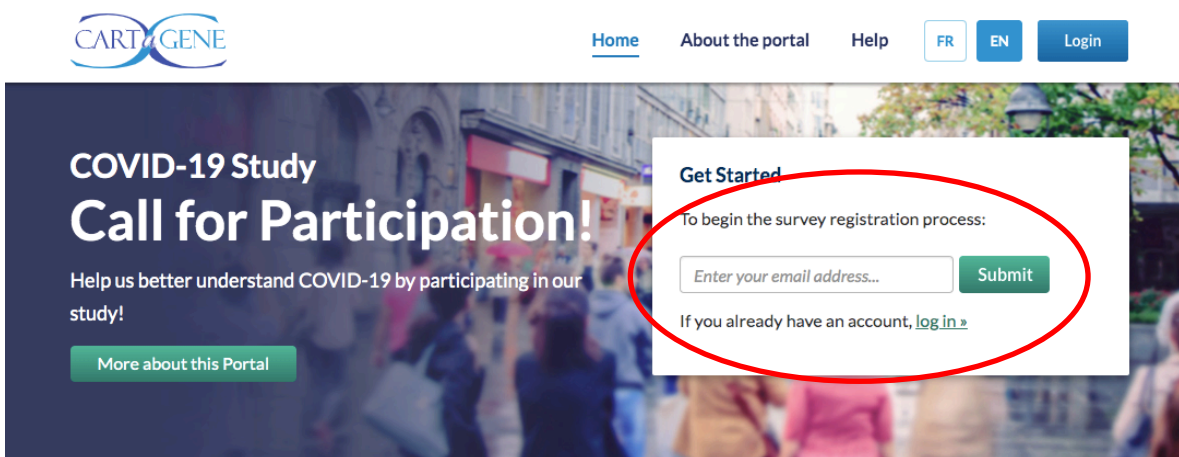 CARTaGENE
Home About the portal Help FR EN Login
COVID-19 Study
Call for Participation!
Help us better understand COVID-19 by participating in our
study!
More about this Portal
Get Started
To begin the survey registration process:
Enter your email address... Submit
If you already have an account, log in »